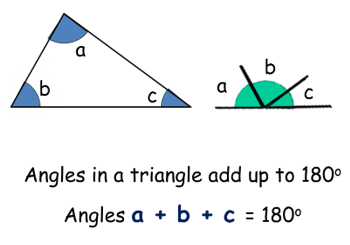 a
b
c
a
b
c
Angles in a triangle add up to 180°
Angles a + b + c = 180°